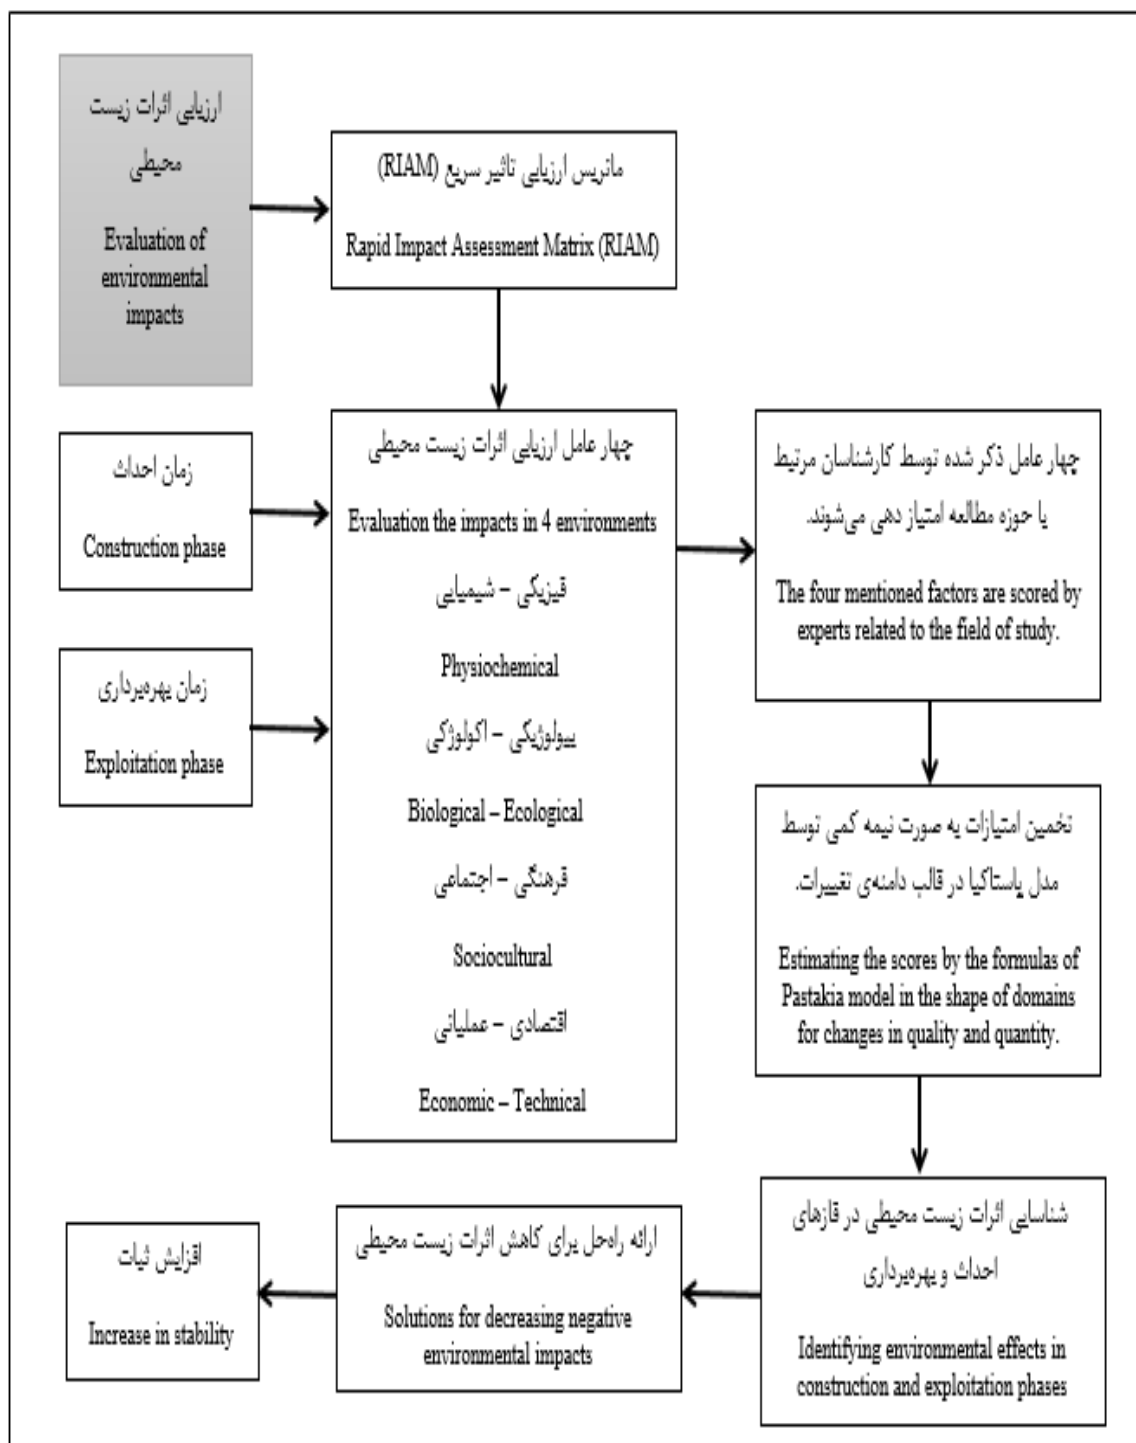 ارزیابی اثرات زیست
محیطی
Evaluation of
environmental
impacts
ماتریس ارزیابی تاثیر سریع (RIAM)
Rapid Impact Assessment Matrix (RIAM)
زمان احداث
Construction phase
زمان بهره‌برداری
Exploitation phase
چهار عامل ارزیابی اثرات زیست محیطی
Evaluation the impacts in 4 environments
فیزیکی – شیمیایی
Physiochemical
بیولوژیکی – اکولوژکی
Biological – Ecological
فرهنگی – اجتماعی
Sociocultural
اقتصادی – عملیاتی
Economic – Technical
چهار عامل ذکر شده توسط کارشناسان مرتبط
با حوزه مطالعه امتیاز دهی می‌شوند.
The four mentioned factors are scored by
experts related to the field of study.
تخمین امتیازات به صورت نیمه کمی توسط
مدل پاستاکیا در قالب دامنه‌ی تغییرات.
Estimating the scores by the formulas of
Pastakia model in the shape of domains
for changes in quality and quantity.
شناسایی اثرات زیست محیطی در فازهای
احداث و بهره‌برداری
Identifying environmental effects in
construction and exploitation phases
ارائه راه‌حل برای کاهش اثرات زیست محیطی
Solutions for decreasing negative
environmental impacts
افزایش ثبات
Increase in stability